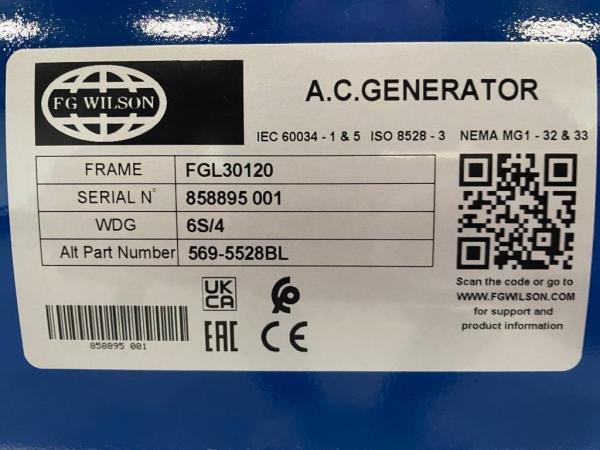 FG WILSON
A.C.GENERATOR
IEC 60034 - 1 & 5 ISO 8528 - 3 NEMA MG1 - 32 & 33
FRAME FGL30120
SERIAL N° 858895 001
WDG 6S/4
Alt Part Number 569-5528BL
Scan the code or go to
WWW.FGWILSON.COM
for support and
product information
UK
CA
EAC CE
858895 001